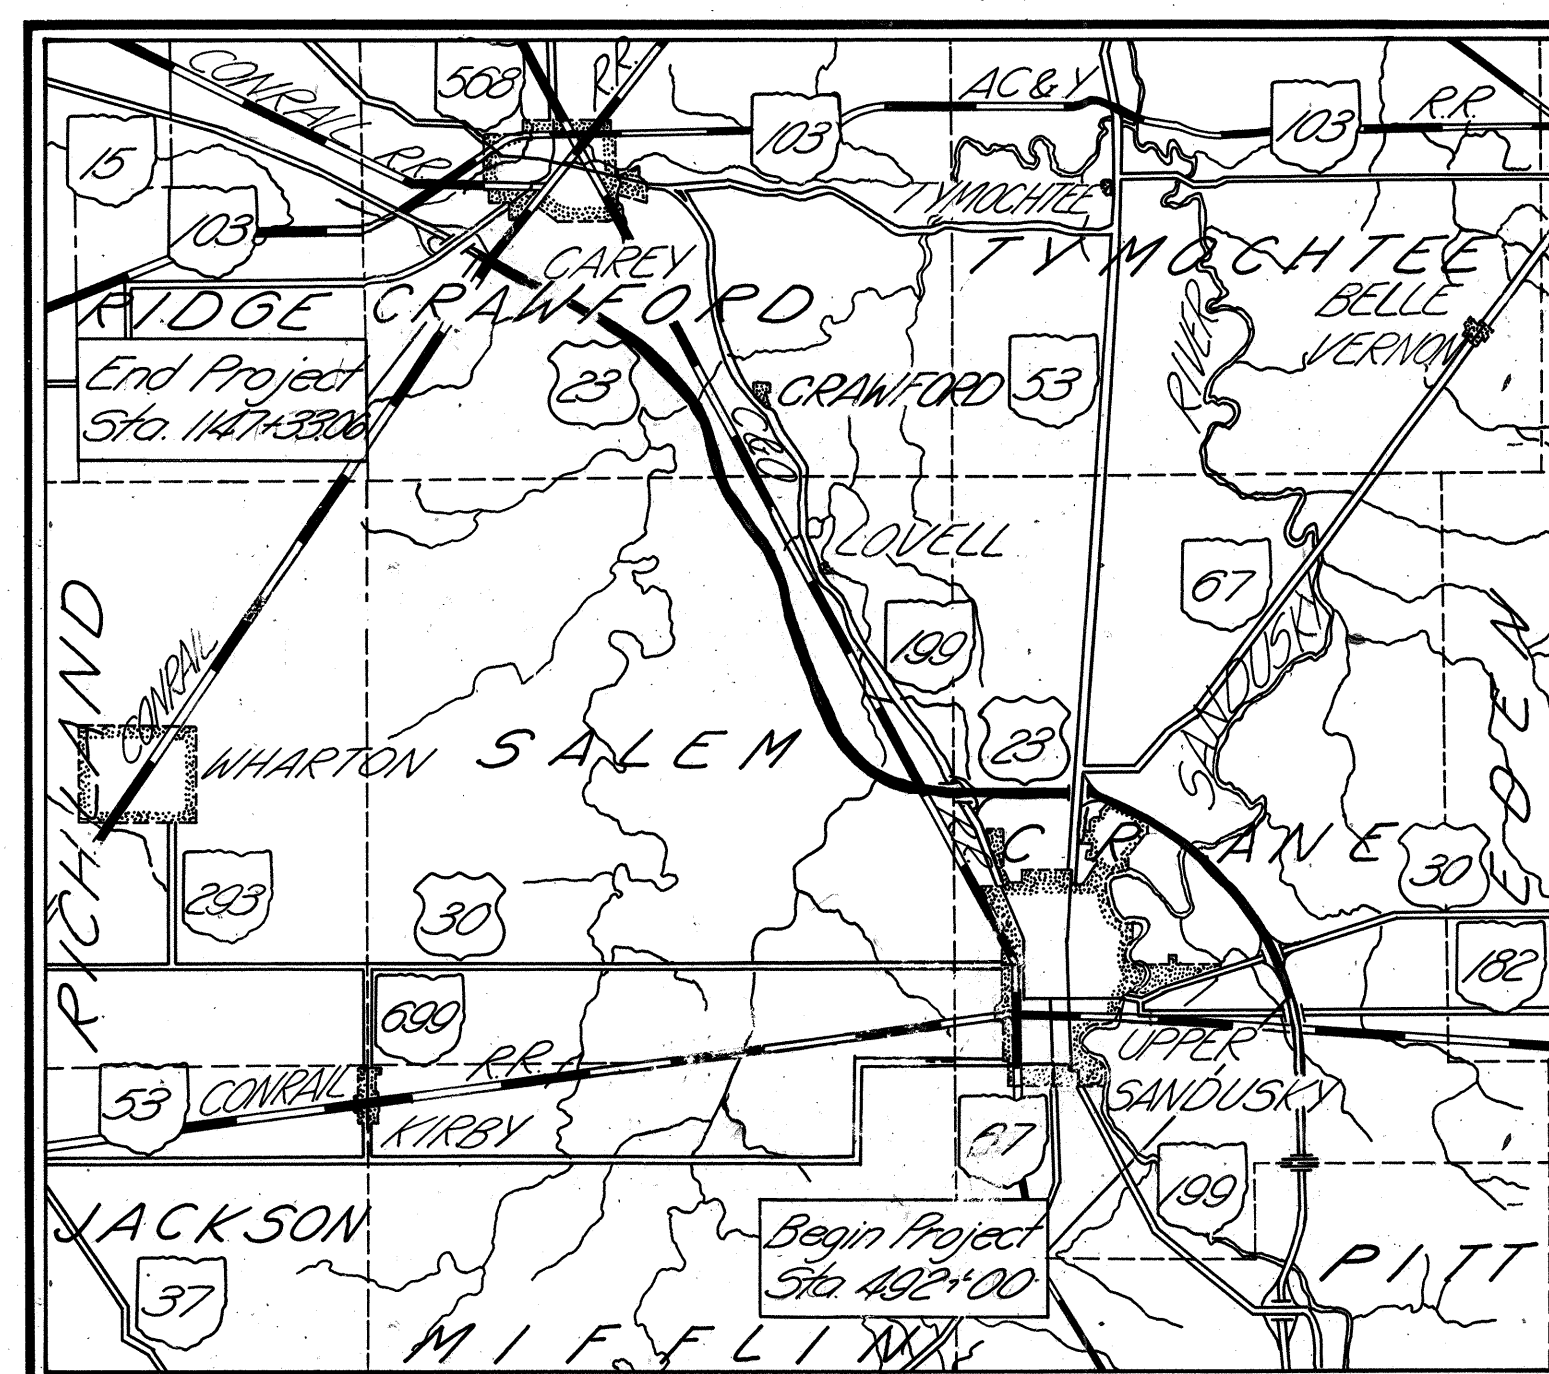 568
CONRAIL
R.R.
R.R.
AC&Y
103
103
R.R.
15
103
TYMOCHTEE
TYMOCHTEE
CAREY
RIDGE
CRAWFORD
BELLE
VERNON
RIVER
End Project
Sta. 1147+33.06
23
CRAWFORD
53
C&O
LOVELL
67
199
SANDUSKY
EDEN
RICHLAND
CONRAIL
WHARTON
SALEM
23
CRANE
30
293
30
182
699
UPPER
SANDUSKY
53
CONRAIL
R.R.
KIRBY
67
199
JACKSON
Begin Project
Sta. 492+00
PITT
37
MIFFLIN